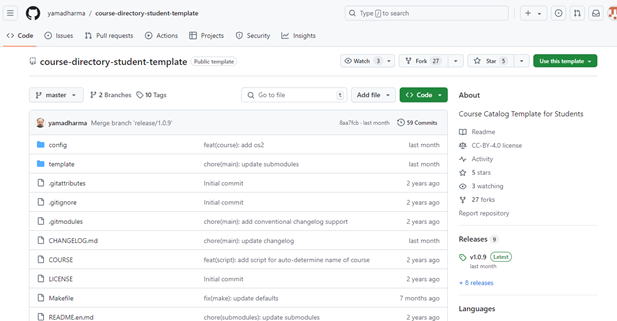 yamadharma / course-directory-student-template
Type / to search
Code Issues Pull requests Actions Projects Security Insights
course-directory-student-template Public template
Watch 3 Fork 27 Star 5 Use this template
master 2 Branches 10 Tags Go to file t Add file Code
yamadharma Merge branch 'release/1.0.9' 8aa7fcb · last month 59 Commits
config feat(course): add os2 last month
template chore(main): update submodules last month
.gitattributes Initial commit 2 years ago
.gitignore Initial commit 2 years ago
.gitmodules chore(main): add conventional changelog support 2 years ago
CHANGELOG.md chore(main): update changelog last month
COURSE feat(script): add script for auto-determine name of course 2 years ago
LICENSE Initial commit 2 years ago
Makefile fix(make): update defaults 7 months ago
README.en.md chore(submodules): update submodules 2 years ago
About
Course Catalog Template for Students
Readme
CC-BY-4.0 license
Activity
5 stars
3 watching
27 forks
Report repository
Releases 9
v1.0.9 Latest
last month
+ 8 releases
Languages